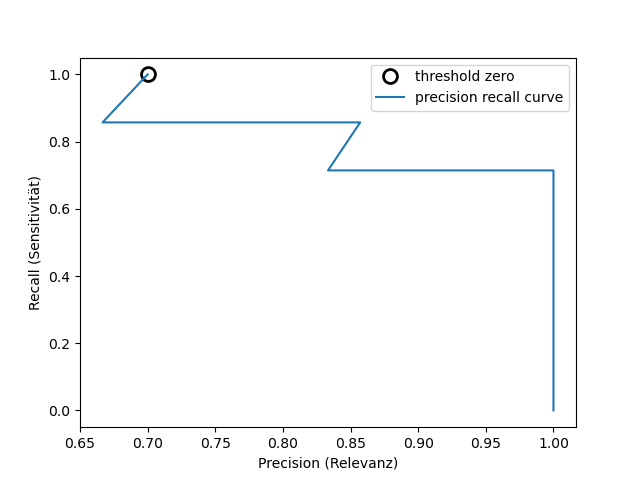 threshold zero
precision recall curve
1.0
0.8
0.6
0.4
0.2
0.0
Recall (Sensitivität)
0.65 0.70 0.75 0.80 0.85 0.90 0.95 1.00
Precision (Relevanz)